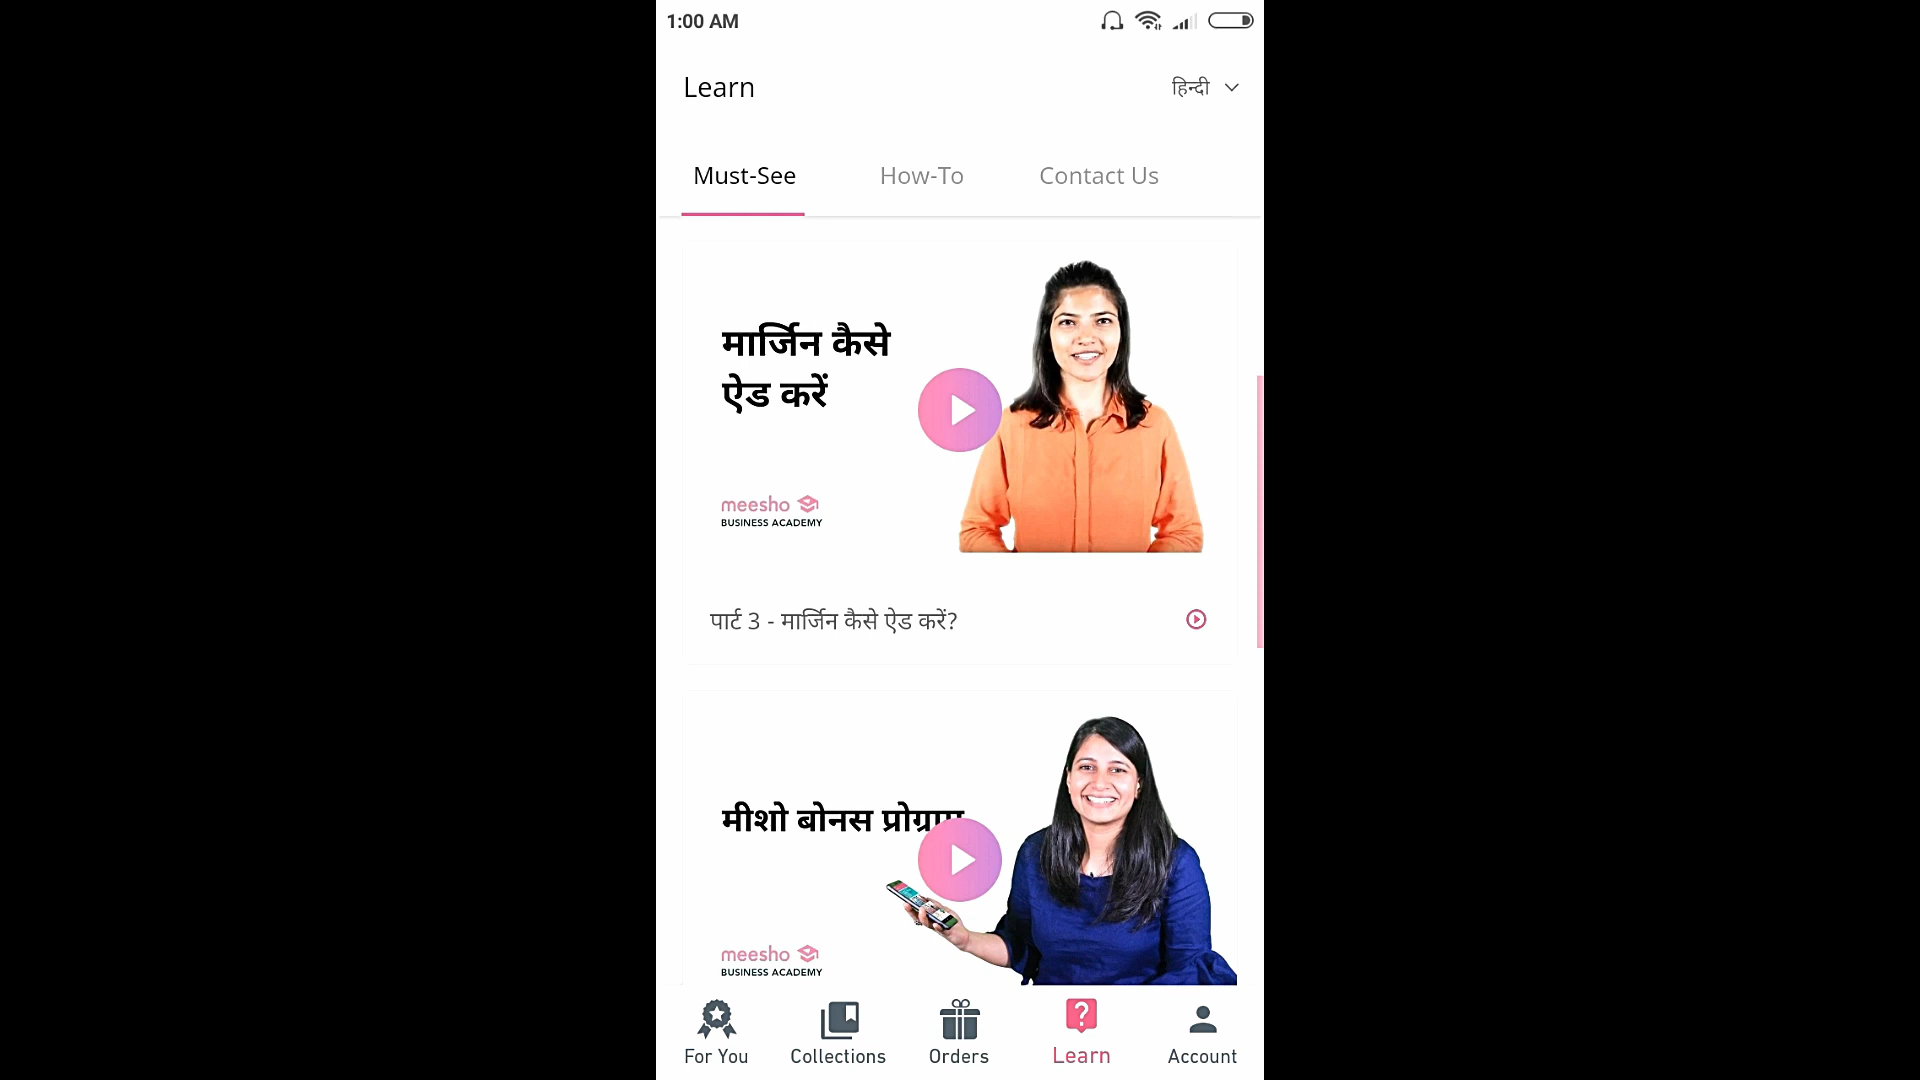 1:00 AM
Learn
हिन्दी
Must-See
How-To
Contact Us
मार्जिन कैसे
ऐड करें
meesho
BUSINESS ACADEMY
पार्ट 3 - मार्जिन कैसे ऐड करें?
मीशो बोनस प्रोग्राम
meesho
BUSINESS ACADEMY
For You
Collections
Orders
Learn
Account